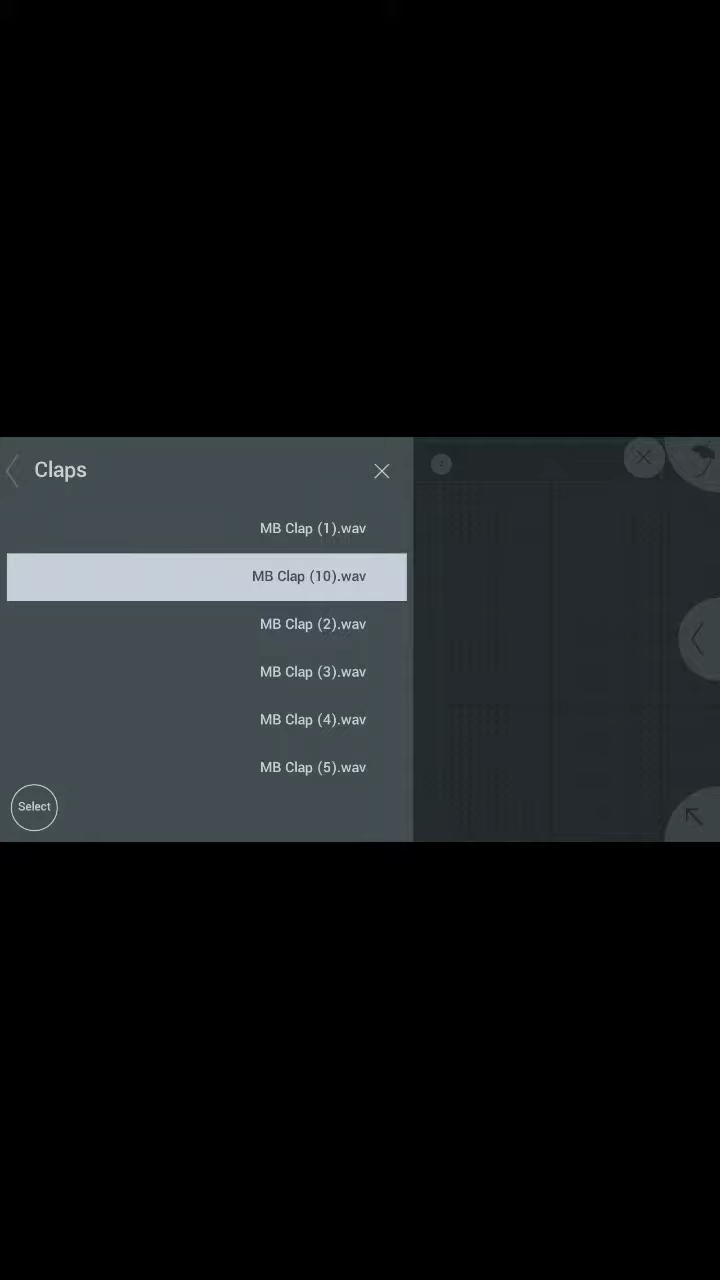 Claps
MB Clap (1).wav
MB Clap (10).wav
MB Clap (2).wav
MB Clap (3).wav
MB Clap (4).wav
MB Clap (5).wav
Select